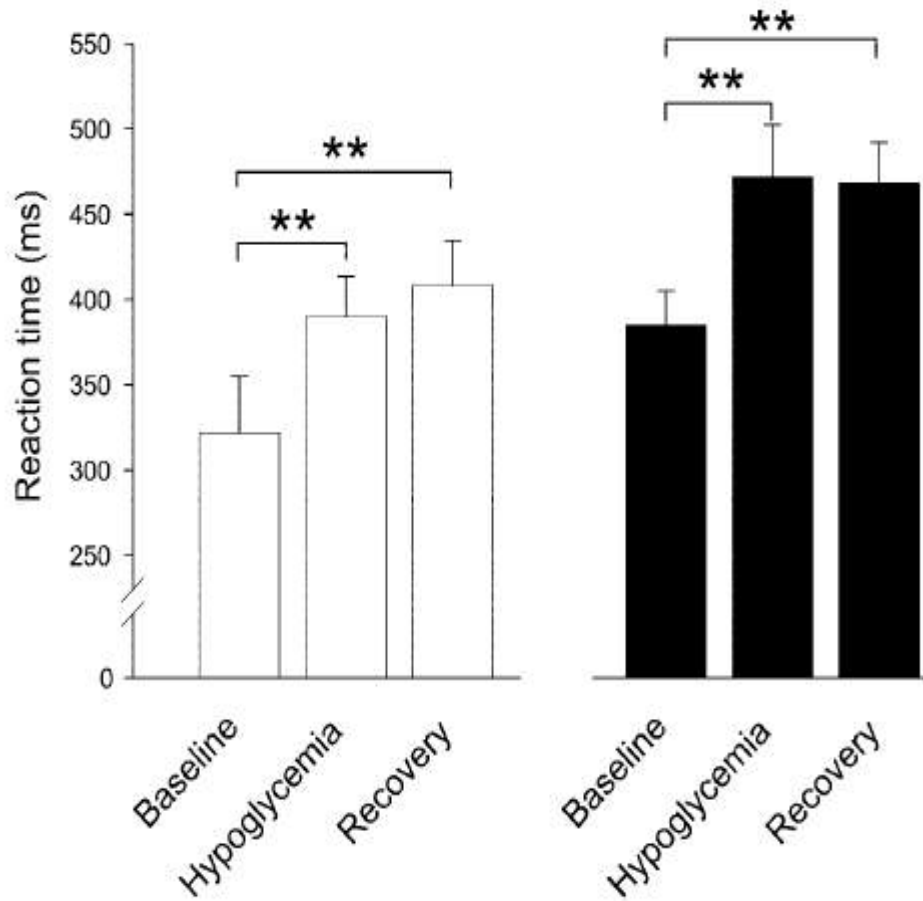 Reaction time (ms)
550
500
450
400
350
300
250
0
**
**
**
**
Baseline
Hypoglycemia
Recovery
Baseline
Hypoglycemia
Recovery